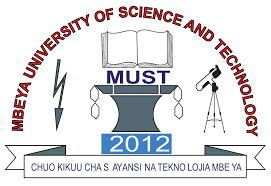 MBEYA UNIVERSITY OF SCIENCE AND TECHNOLOGY
MUST
2012
CHUO KIKUU CHA S AYANSI NA TEKNO LOJIA MBE YA